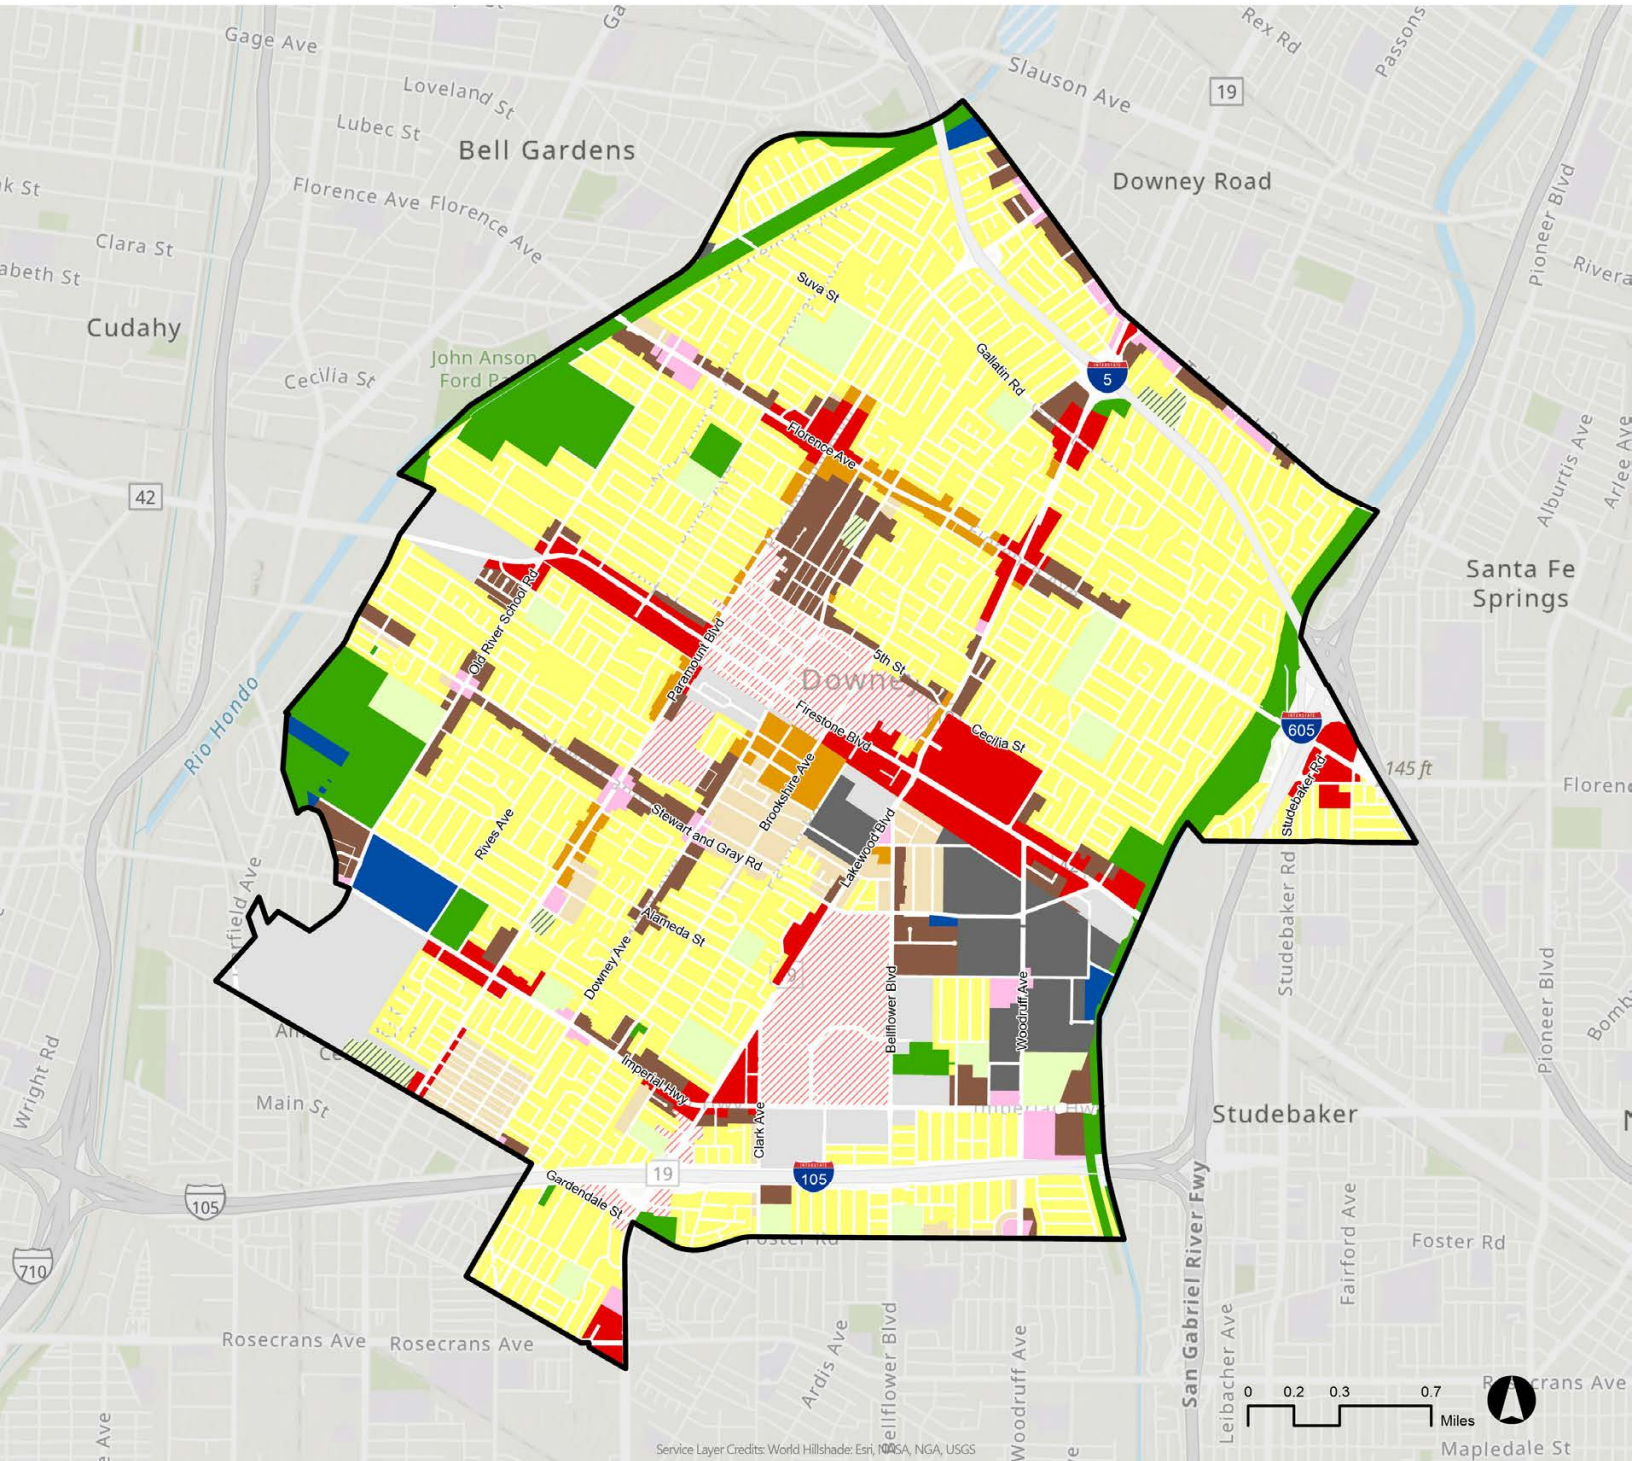 Gage Ave
Rex Rd
Passons
Slauson Ave
19
Loveland St
Lubec St
Bell Gardens
Downey Road
Florence Ave
Florence Ave
Pioneer Blvd
Clara St
Rivera
abeth St
Suva St
Cudahy
John Anson
Ford Pa
Cecilia St
Gallatin Rd
5
Florence Ave
42
Alburtis Ave
Arlee Ave
Santa Fe
Springs
Old River School Rd
Paramount Blvd
5th St
Downey
Rio Hondo
Firestone Blvd
Cecilia St
605
145 ft
Studebaker Rd
Brookshire Ave
Rives Ave
Stewart and Gray Rd
Lakewood Blvd
Studebaker Rd
Alameda St
Downey Ave
Bellflower Blvd
Woodruff Ave
Pioneer Blvd
Wright Rd
Main St
Imperial Hwy
Imperial Hw
Clark Ave
Studebaker
19
105
Gardendale St
105
710
Foster Rd
Foster Rd
San Gabriel River Fwy
Fairford Ave
Rosecrans Ave
Rosecrans Ave
Ardis Ave
Bellflower Blvd
Woodruff Ave
Leibacher Ave
0 0.2 0.3 0.7
Miles
crans Ave
Mapledale St
Service Layer Credits: World Hillshade: Esri, NASA, NGA, USGS